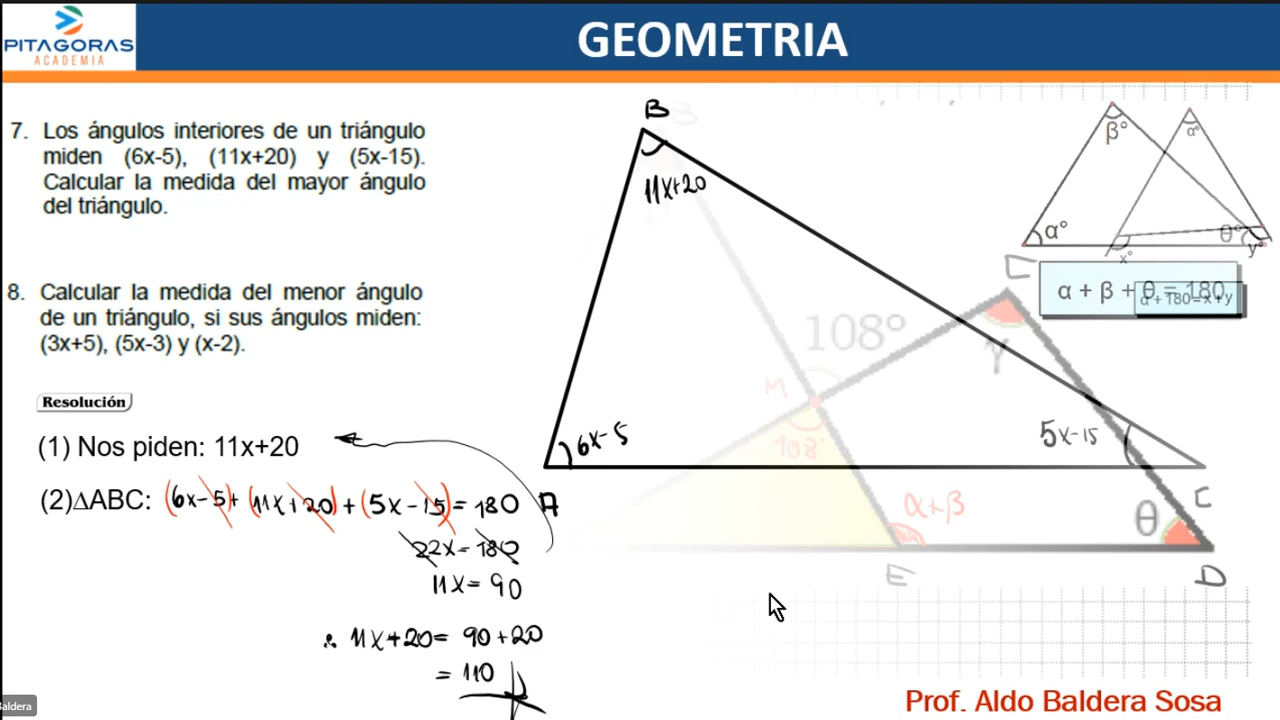 PITAGORAS
ACADEMIA
GEOMETRIA
7. Los ángulos interiores de un triángulo
miden (6x-5), (11x+20) y (5x-15).
Calcular la medida del mayor ángulo
del triángulo.
8. Calcular la medida del menor ángulo
de un triángulo, si sus ángulos miden:
(3x+5), (5x-3) y (x-2).
Resolución
(1) Nos piden: 11x+20
(2)∆ABC: (6x-5)+(11x+20)+(5x-15)=180
22x=180
11x=90
∴ 11x+20= 90+20
= 110
B
11x+20
6x-5
5x-15
A
C
108°
M
108°
γ
α+β
θ
E
D
β°
α°
θ°
α°
x°
y°
α + β + θ = 180
α+180=x+y
Prof. Aldo Baldera Sosa
Baldera